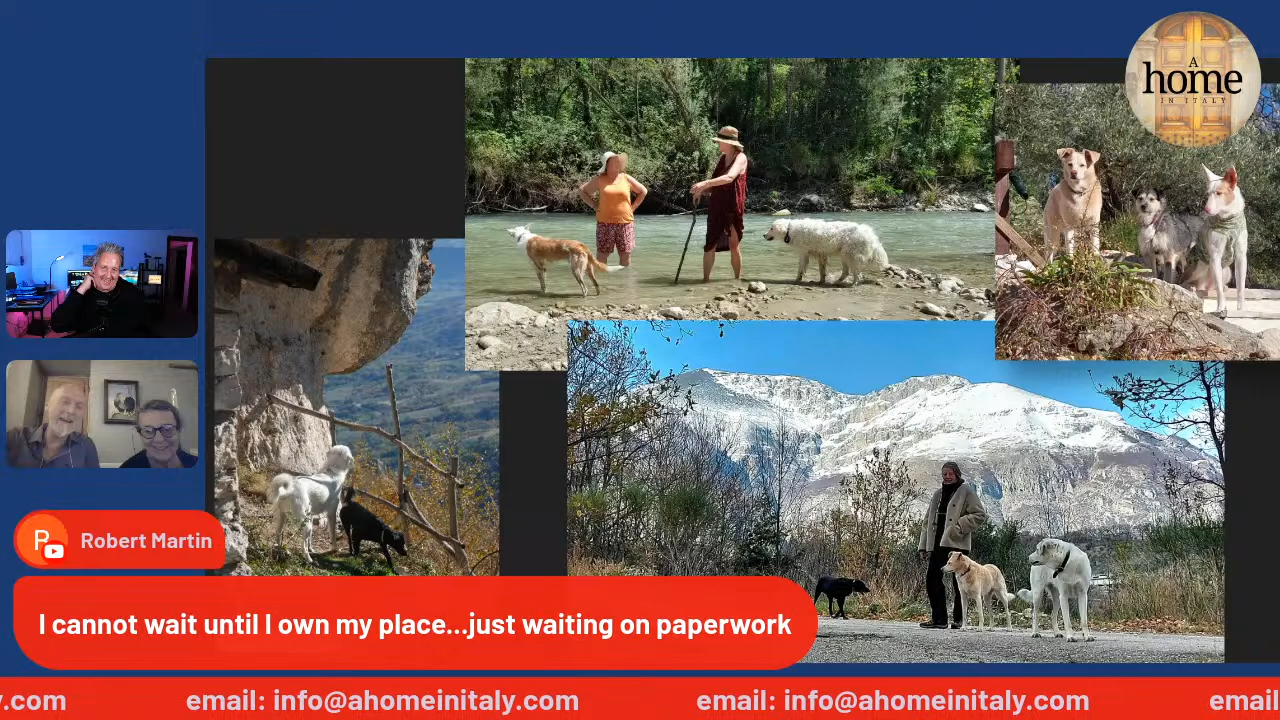 A
home
IN ITALY
P
Robert Martin
I cannot wait until I own my place...just waiting on paperwork
y.com email: info@ahomeinitaly.com email: info@ahomeinitaly.com email